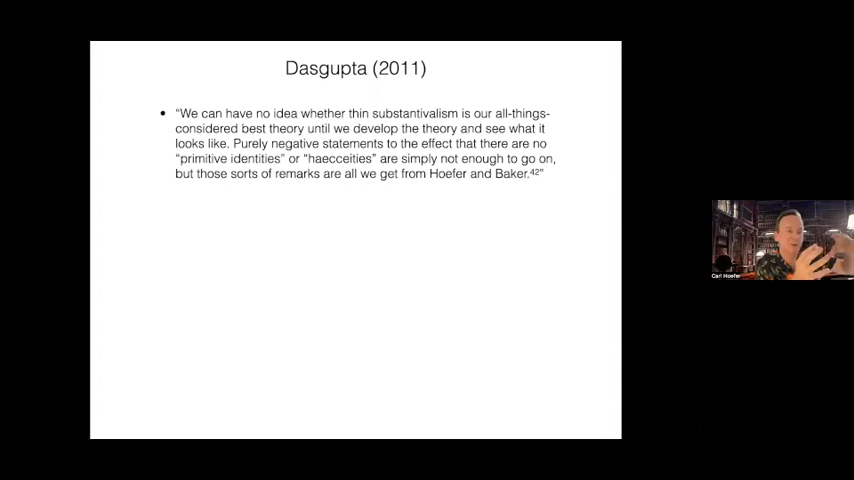 Dasgupta (2011)
• “We can have no idea whether thin substantivalism is our all-things-
considered best theory until we develop the theory and see what it
looks like. Purely negative statements to the effect that there are no
“primitive identities” or “haecceities” are simply not enough to go on,
but those sorts of remarks are all we get from Hoefer and Baker.42”
Carl Hoefer